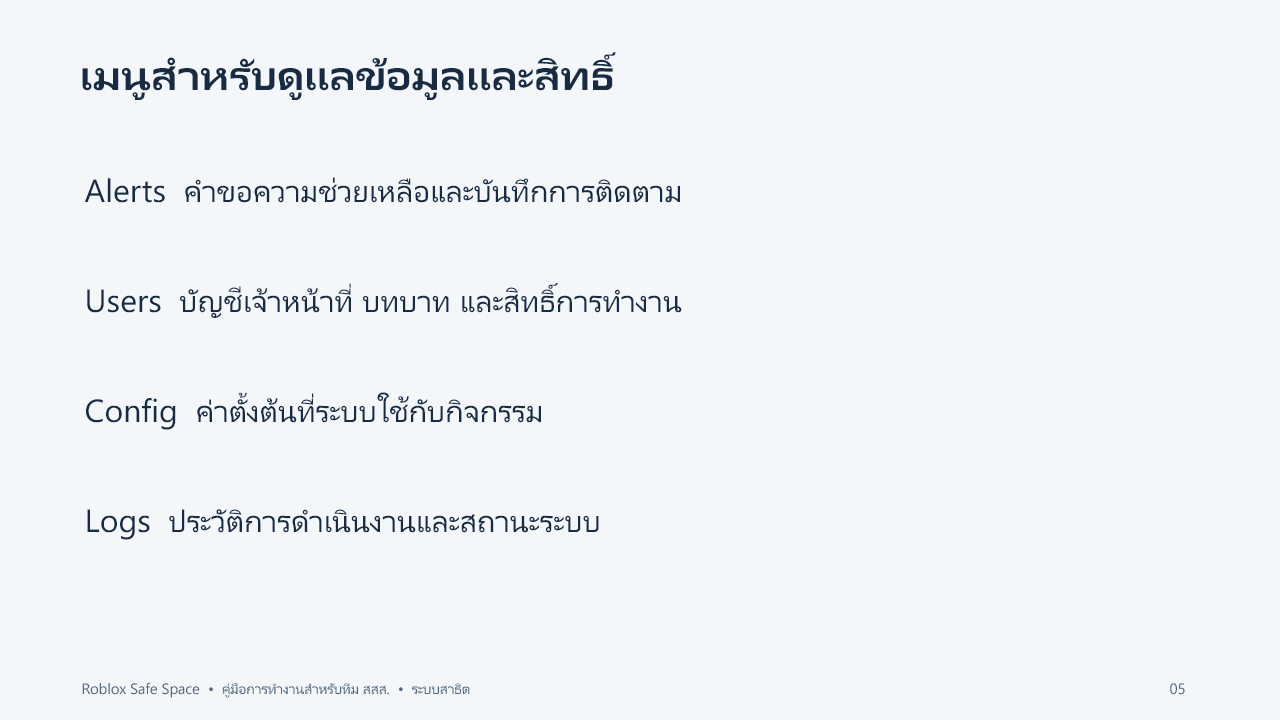 เมนูสำหรับดูแลข้อมูลและสิทธิ์
Alerts คำขอความช่วยเหลือและบันทึกการติดตาม
Users บัญชีเจ้าหน้าที่ บทบาท และสิทธิ์การทำงาน
Config ค่าตั้งต้นที่ระบบใช้กับกิจกรรม
Logs ประวัติการดำเนินงานและสถานะระบบ
Roblox Safe Space • คู่มือการทำงานสำหรับทีม สสส. • ระบบสาธิต
05